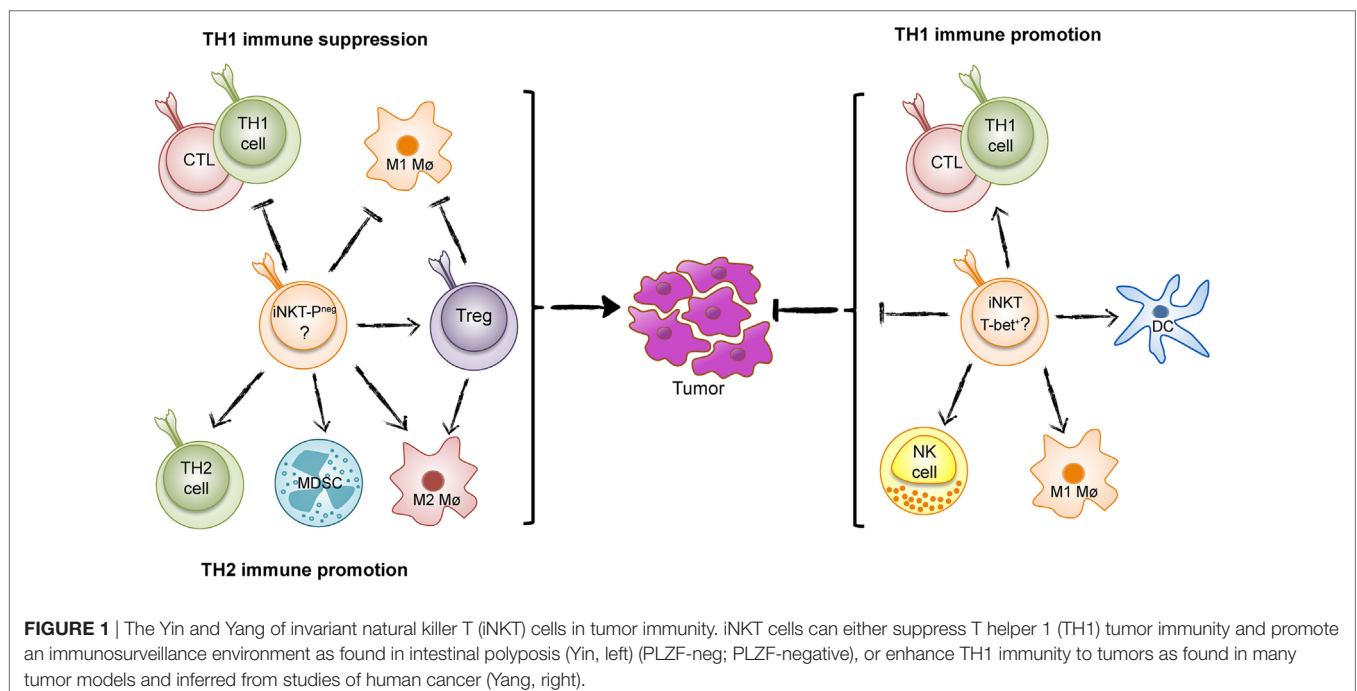 TH1 immune suppression
TH1 immune promotion
TH1
cell
CTL
M1 Mø
TH1
cell
CTL
iNKT-Pneg
?
Treg
Tumor
iNKT
T-bet+?
DC
TH2
cell
MDSC
M2 Mø
NK
cell
M1 Mø
TH2 immune promotion
FIGURE 1 | The Yin and Yang of invariant natural killer T (iNKT) cells in tumor immunity. iNKT cells can either suppress T helper 1 (TH1) tumor immunity and promote
an immunosurveillance environment as found in intestinal polyposis (Yin, left) (PLZF-neg; PLZF-negative), or enhance TH1 immunity to tumors as found in many
tumor models and inferred from studies of human cancer (Yang, right).